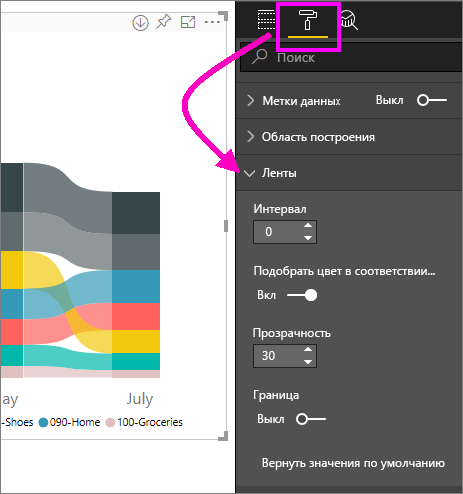 Поиск
Метки данных Выкл
Область построения
Ленты
Интервал
0
Подобрать цвет в соответствии...
Вкл
Прозрачность
30
Граница
Выкл
Вернуть значения по умолчанию
ay July
-Shoes 090-Home 100-Groceries